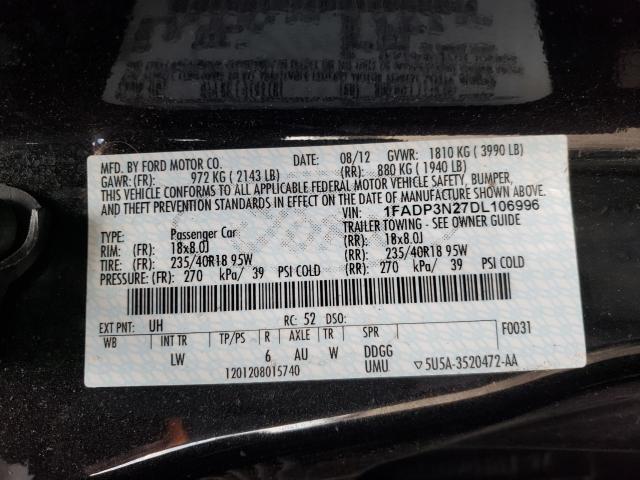 MFD. BY FORD MOTOR CO. DATE: 08/12 GVWR: 1810 KG ( 3990 LB)
GAWR: (FR): 972 KG ( 2143 LB) (RR): 880 KG ( 1940 LB)
THIS VEHICLE CONFORMS TO ALL APPLICABLE FEDERAL MOTOR VEHICLE SAFETY, BUMPER,
AND THEFT PREVENTION STANDARDS IN EFFECT ON THE DATE OF MANUFACTURE SHOWN ABOVE.
VIN: 1FADP3N27DL106996
TYPE: Passenger Car TRAILER TOWING - SEE OWNER GUIDE
RIM: (FR): 18x8.0J (RR): 18x8.0J
TIRE: (FR): 235/40R18 95W (RR): 235/40R18 95W
PRESSURE: (FR): 270 kPa/ 39 PSI COLD (RR): 270 kPa/ 39 PSI COLD
EXT PNT: UH RC: 52 DSO: F0031
WB INT TR TP/PS R AXLE TR SPR
LW 6 AU W DDGG
1201208015740 UMU ▽5U5A-3520472-AA